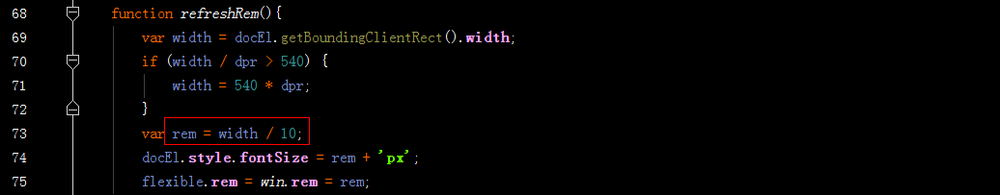 68 function refreshRem(){
69 var width = docEl.getBoundingClientRect().width;
70 if (width / dpr > 540) {
71 width = 540 * dpr;
72 }
73 var rem = width / 10;
74 docEl.style.fontSize = rem + 'px';
75 flexible.rem = win.rem = rem;